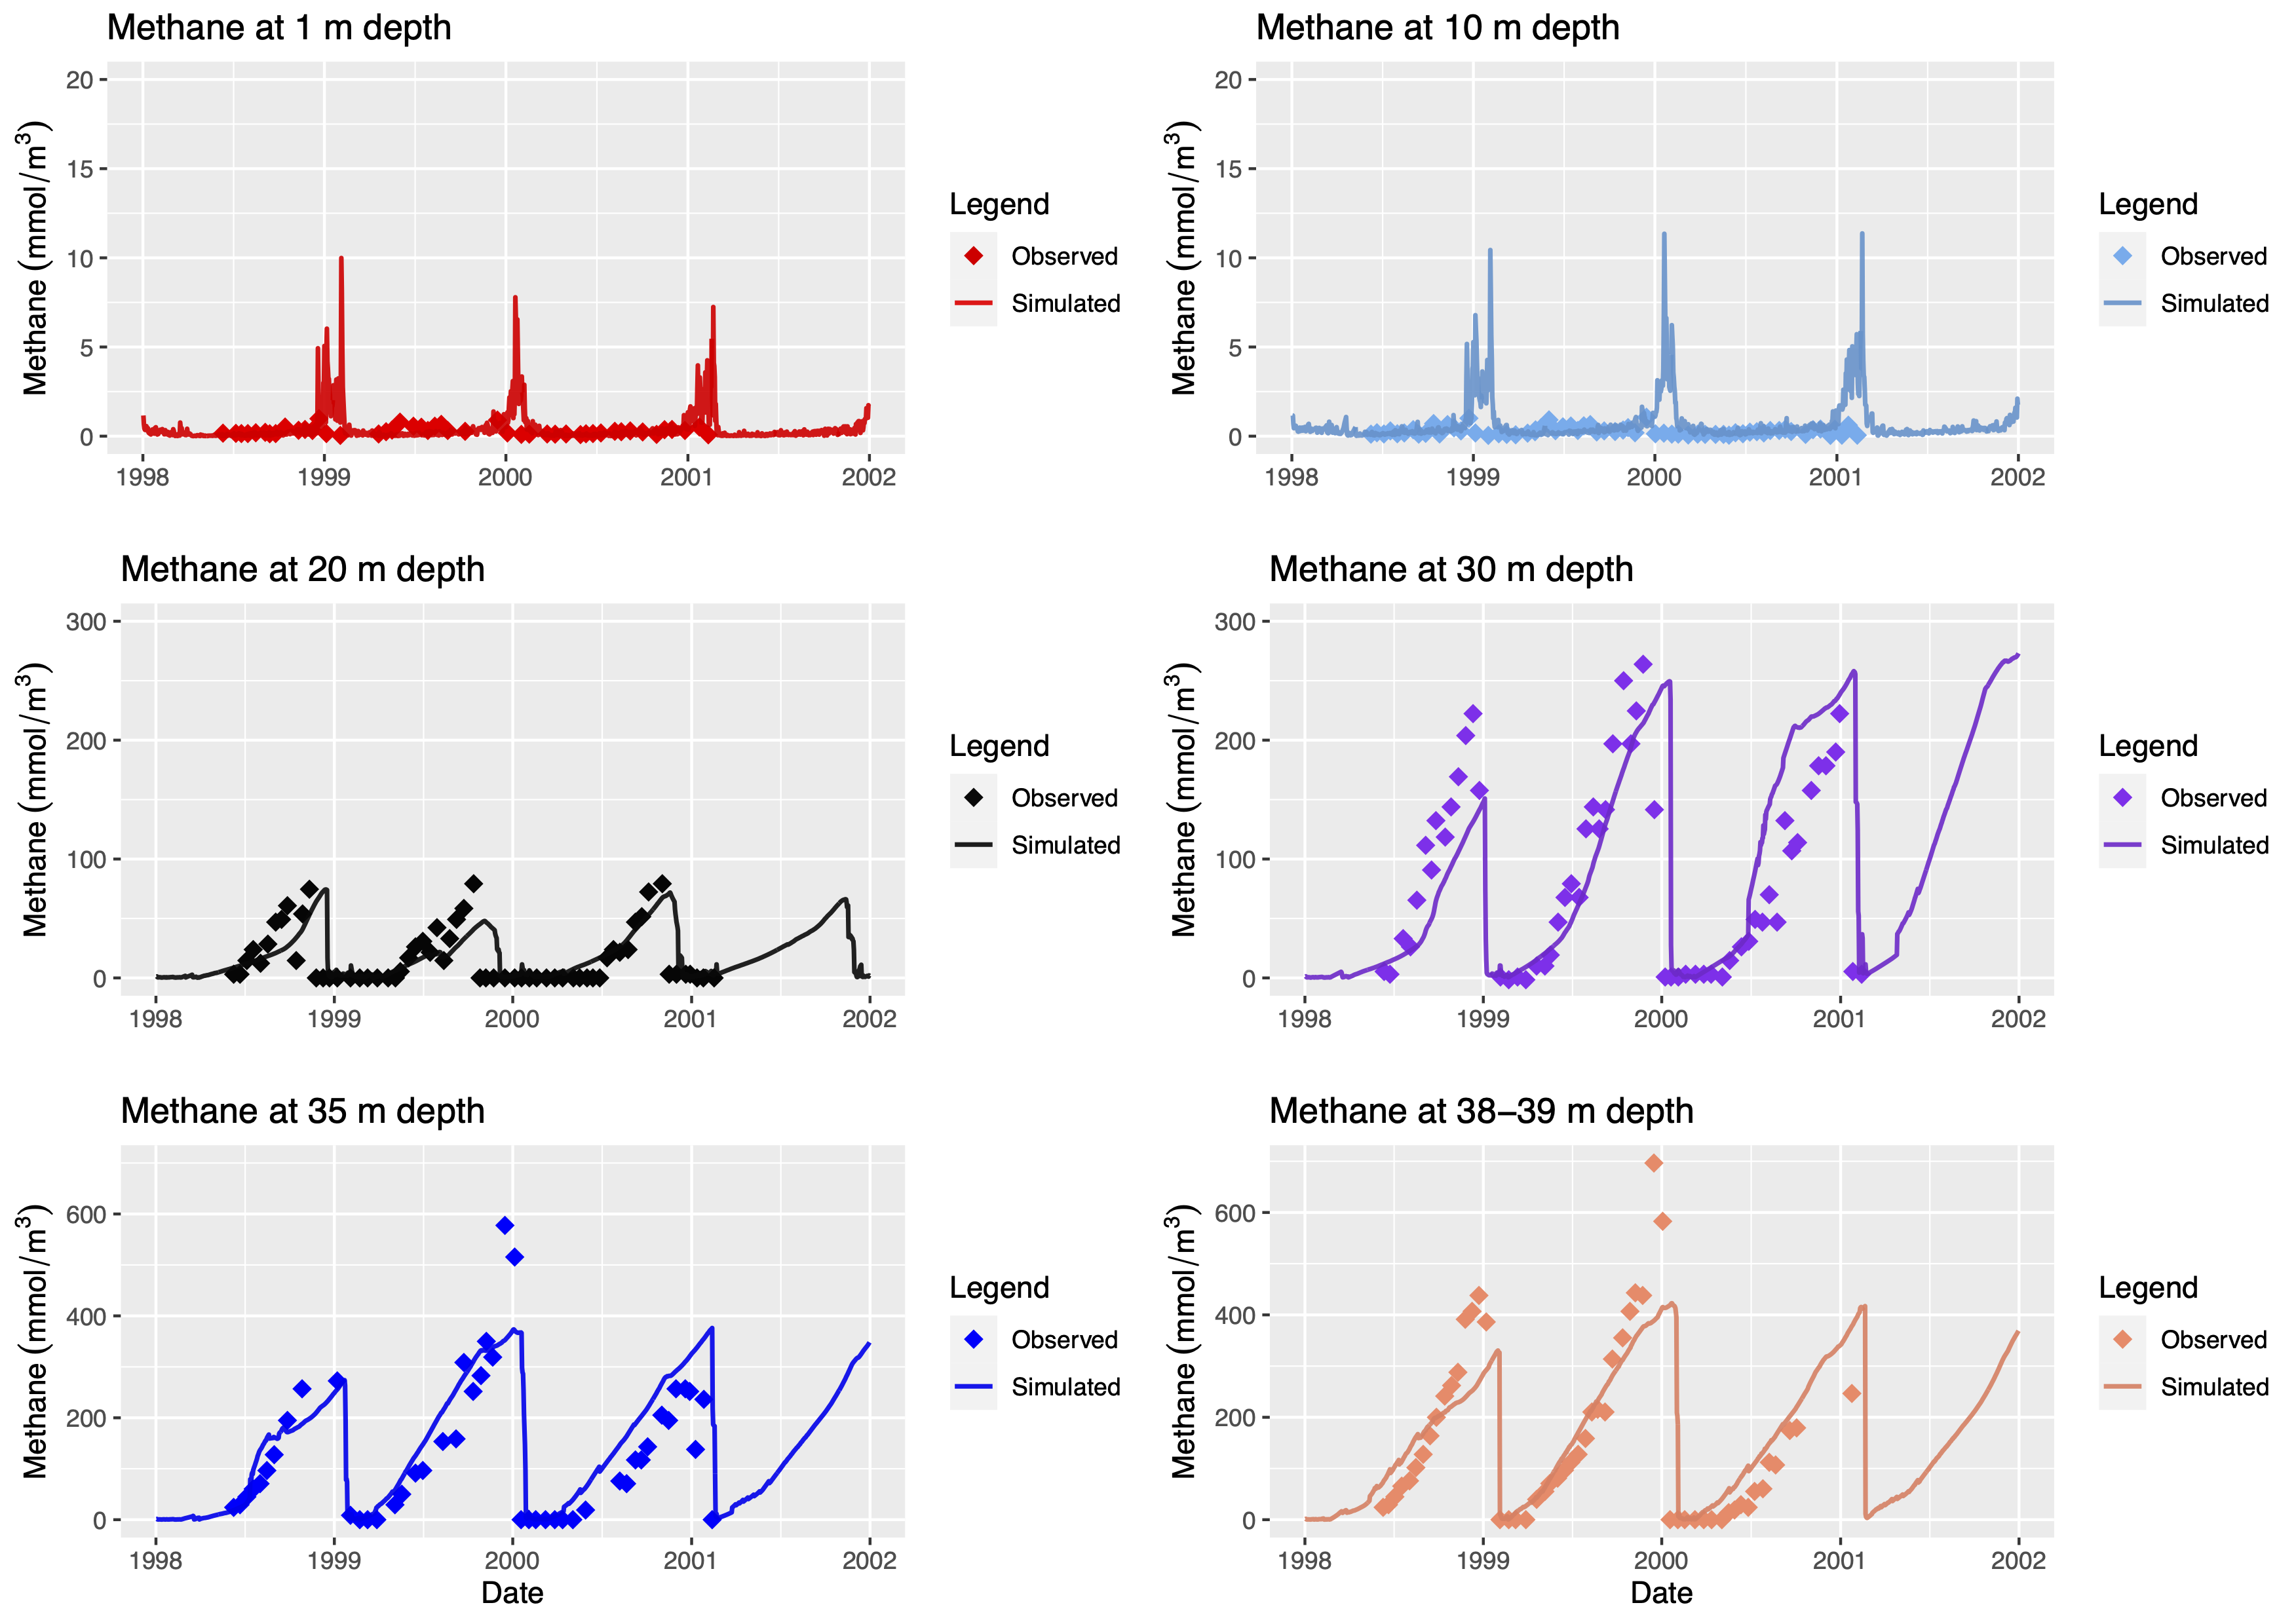 Methane at 1 m depth
Methane (mmol/m³)
20
15
10
5
0
1998 1999 2000 2001 2002
Legend
Observed
Simulated
Methane at 10 m depth
Methane (mmol/m³)
20
15
10
5
0
1998 1999 2000 2001 2002
Legend
Observed
Simulated
Methane at 20 m depth
Methane (mmol/m³)
300
200
100
0
1998 1999 2000 2001 2002
Legend
Observed
Simulated
Methane at 30 m depth
Methane (mmol/m³)
300
200
100
0
1998 1999 2000 2001 2002
Legend
Observed
Simulated
Methane at 35 m depth
Methane (mmol/m³)
600
400
200
0
1998 1999 2000 2001 2002
Date
Legend
Observed
Simulated
Methane at 38–39 m depth
Methane (mmol/m³)
600
400
200
0
1998 1999 2000 2001 2002
Date
Legend
Observed
Simulated